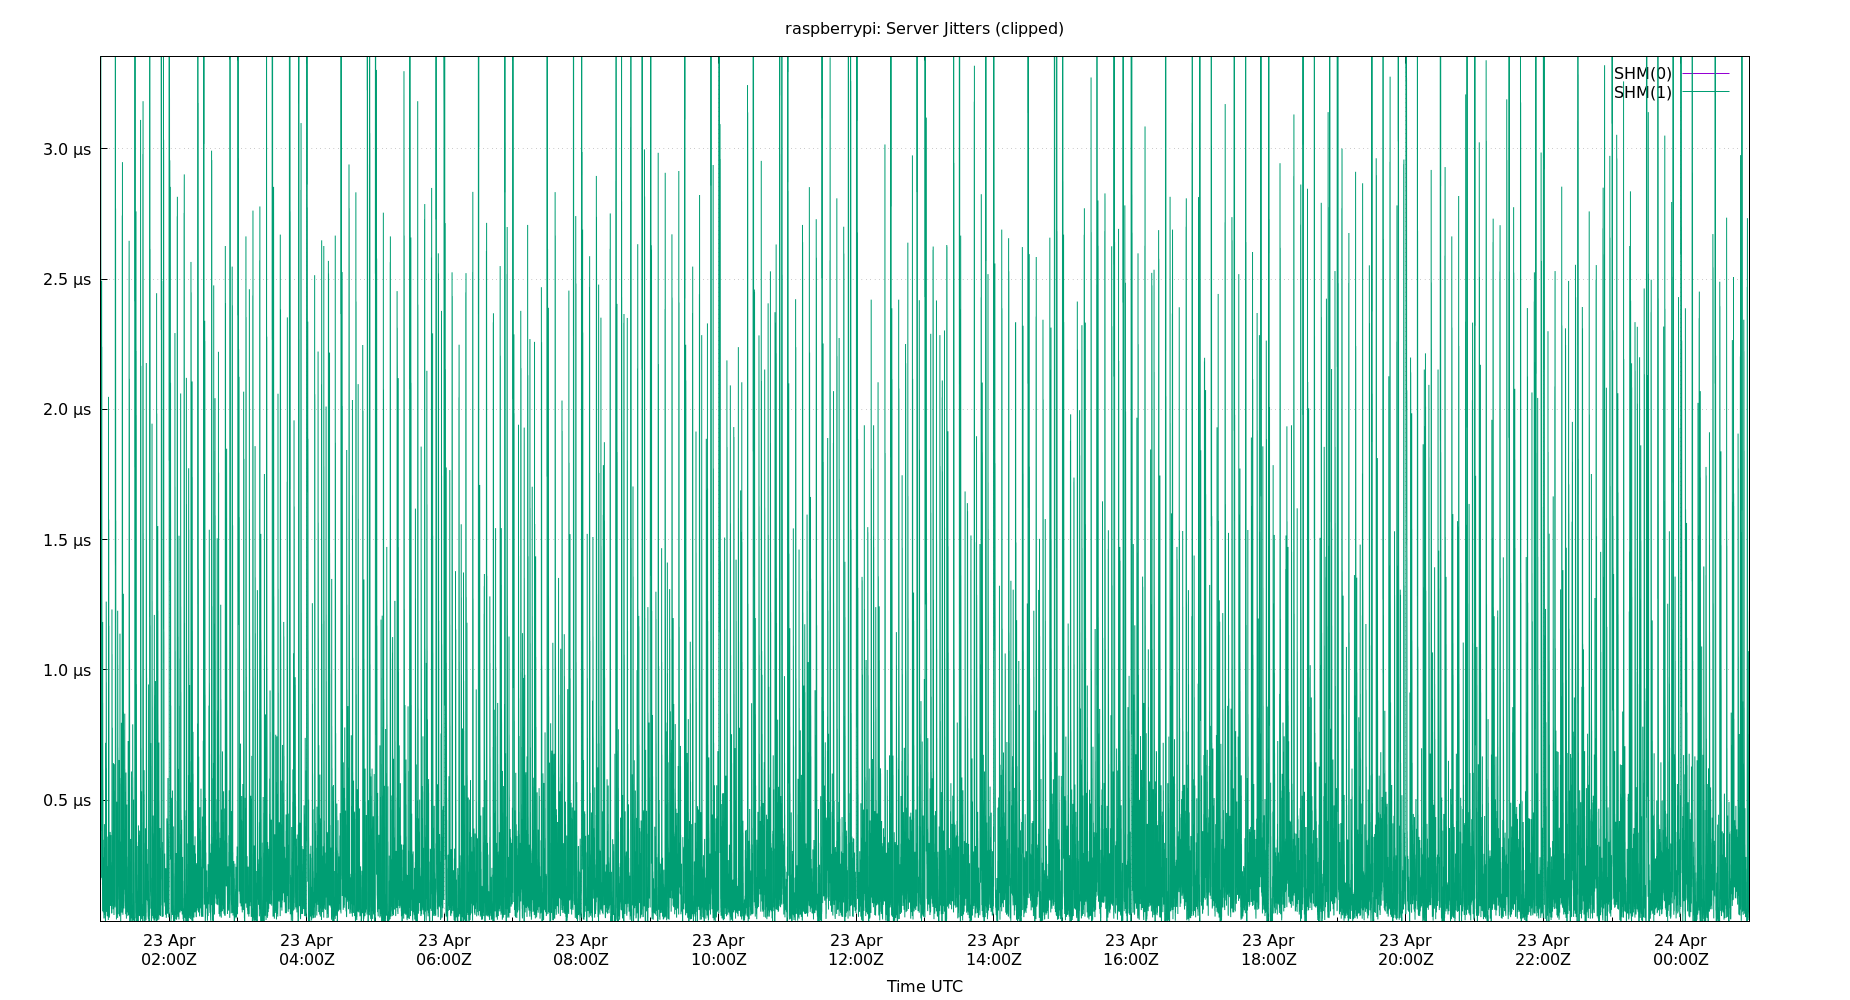 raspberrypi: Server Jitters (clipped)
SHM(0)
SHM(1)
3.0 µs
2.5 µs
2.0 µs
1.5 µs
1.0 µs
0.5 µs
23 Apr 23 Apr 23 Apr 23 Apr 23 Apr 23 Apr 23 Apr 23 Apr 23 Apr 23 Apr 23 Apr 24 Apr
02:00Z 04:00Z 06:00Z 08:00Z 10:00Z 12:00Z 14:00Z 16:00Z 18:00Z 20:00Z 22:00Z 00:00Z
Time UTC